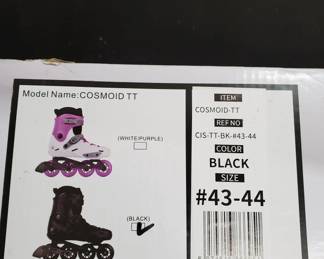 Model Name:COSMOID TT
(WHITE/PURPLE)
(BLACK)
ITEM
COSMOID-TT
REF NO
CIS-TT-BK-#43-44
COLOR
BLACK
SIZE
#43-44